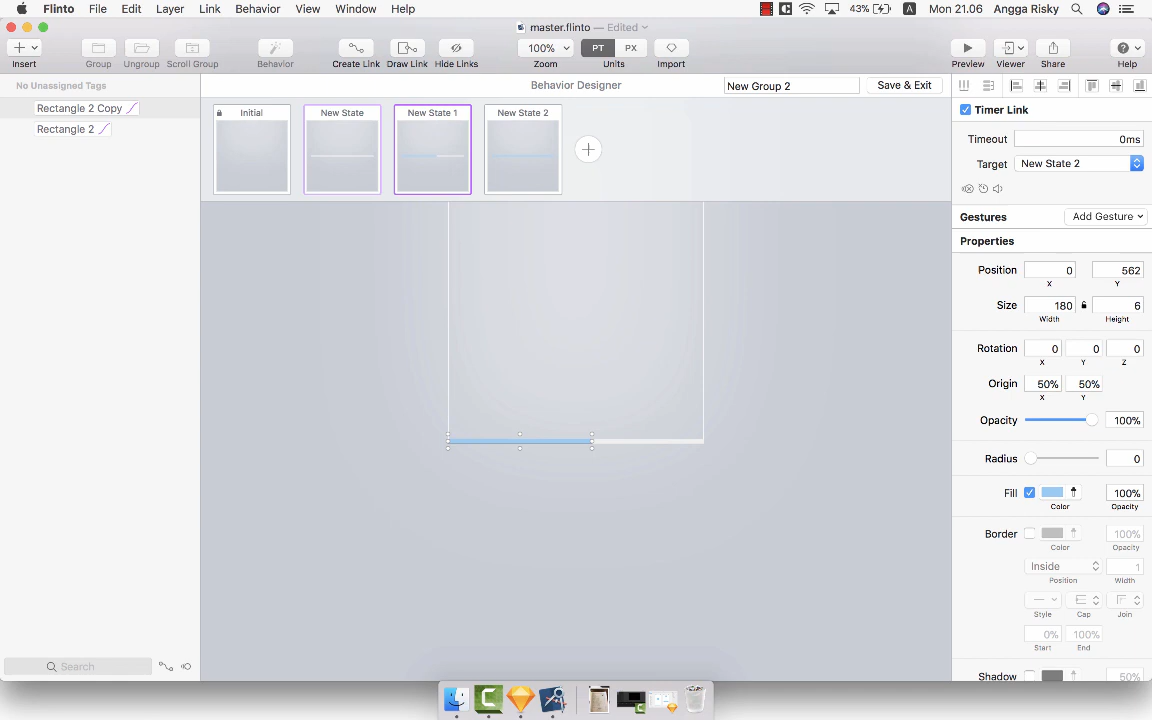 Flinto File Edit Layer Link Behavior View Window Help 43% A Mon 21.06 Angga Risky
master.flinto — Edited
100% PT PX
Insert Group Ungroup Scroll Group Behavior Create Link Draw Link Hide Links Zoom Units Import Preview Viewer Share Help
No Unassigned Tags
Behavior Designer New Group 2 Save & Exit
Rectangle 2 Copy
Rectangle 2
Initial New State New State 1 New State 2
Timer Link
Timeout 0ms
Target New State 2
Gestures Add Gesture
Properties
Position 0 562
X Y
Size 180 6
Width Height
Rotation 0 0 0
X Y Z
Origin 50% 50%
X Y
Opacity 100%
Radius 0
Fill 100%
Color Opacity
Border 100%
Color Opacity
Inside 1
Position Width
Style Cap Join
0% 100%
Start End
Shadow 50%
Search